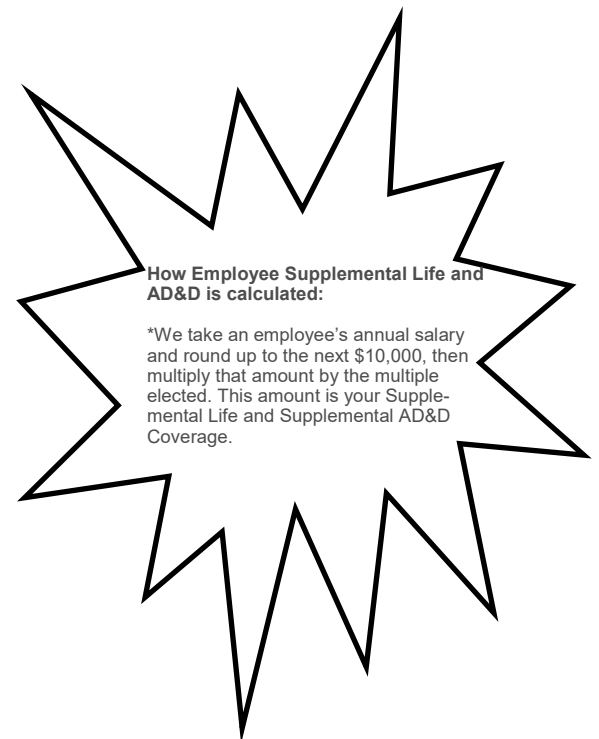 How Employee Supplemental Life and
AD&D is calculated:
*We take an employee’s annual salary
and round up to the next $10,000, then
multiply that amount by the multiple
elected. This amount is your Supple-
mental Life and Supplemental AD&D
Coverage.